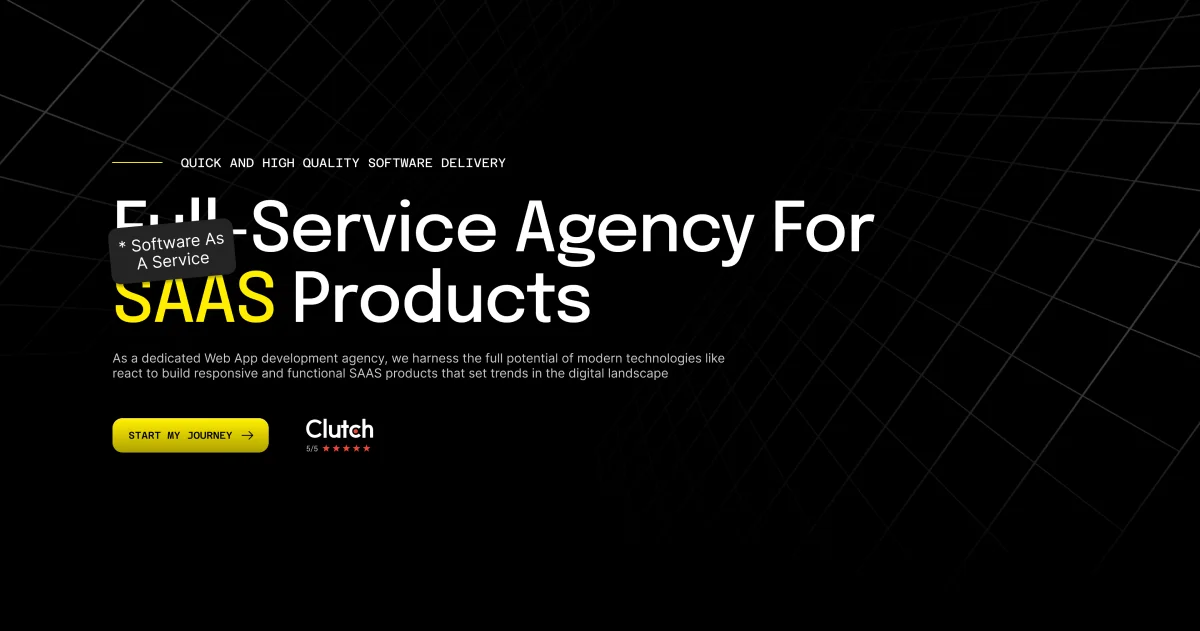 QUICK AND HIGH QUALITY SOFTWARE DELIVERY
Full-Service Agency For
* Software As
A Service
SAAS Products
As a dedicated Web App development agency, we harness the full potential of modern technologies like
react to build responsive and functional SAAS products that set trends in the digital landscape
START MY JOURNEY
Clutch
5/5